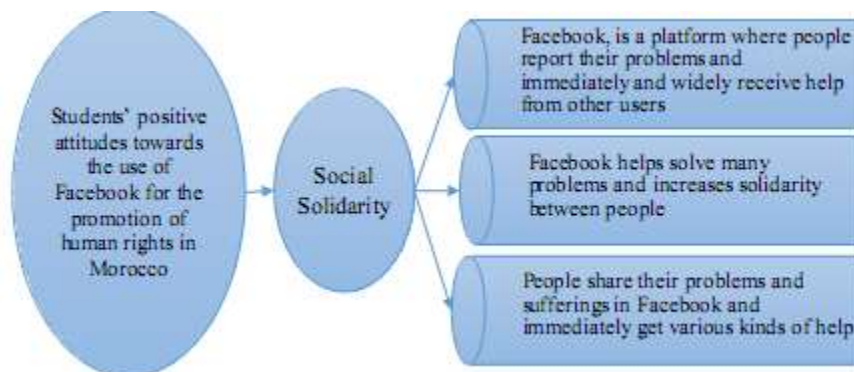 Students' positive
attitudes towards
the use of
Facebook for the
promotion of
human rights in
Morocco
Social
Solidarity
Facebook, is a platform where people
report their problems and
immediately and widely receive help
from other users
Facebook helps solve many
problems and increases solidarity
between people
People share their problems and
sufferings in Facebook and
immediately get various kinds of help